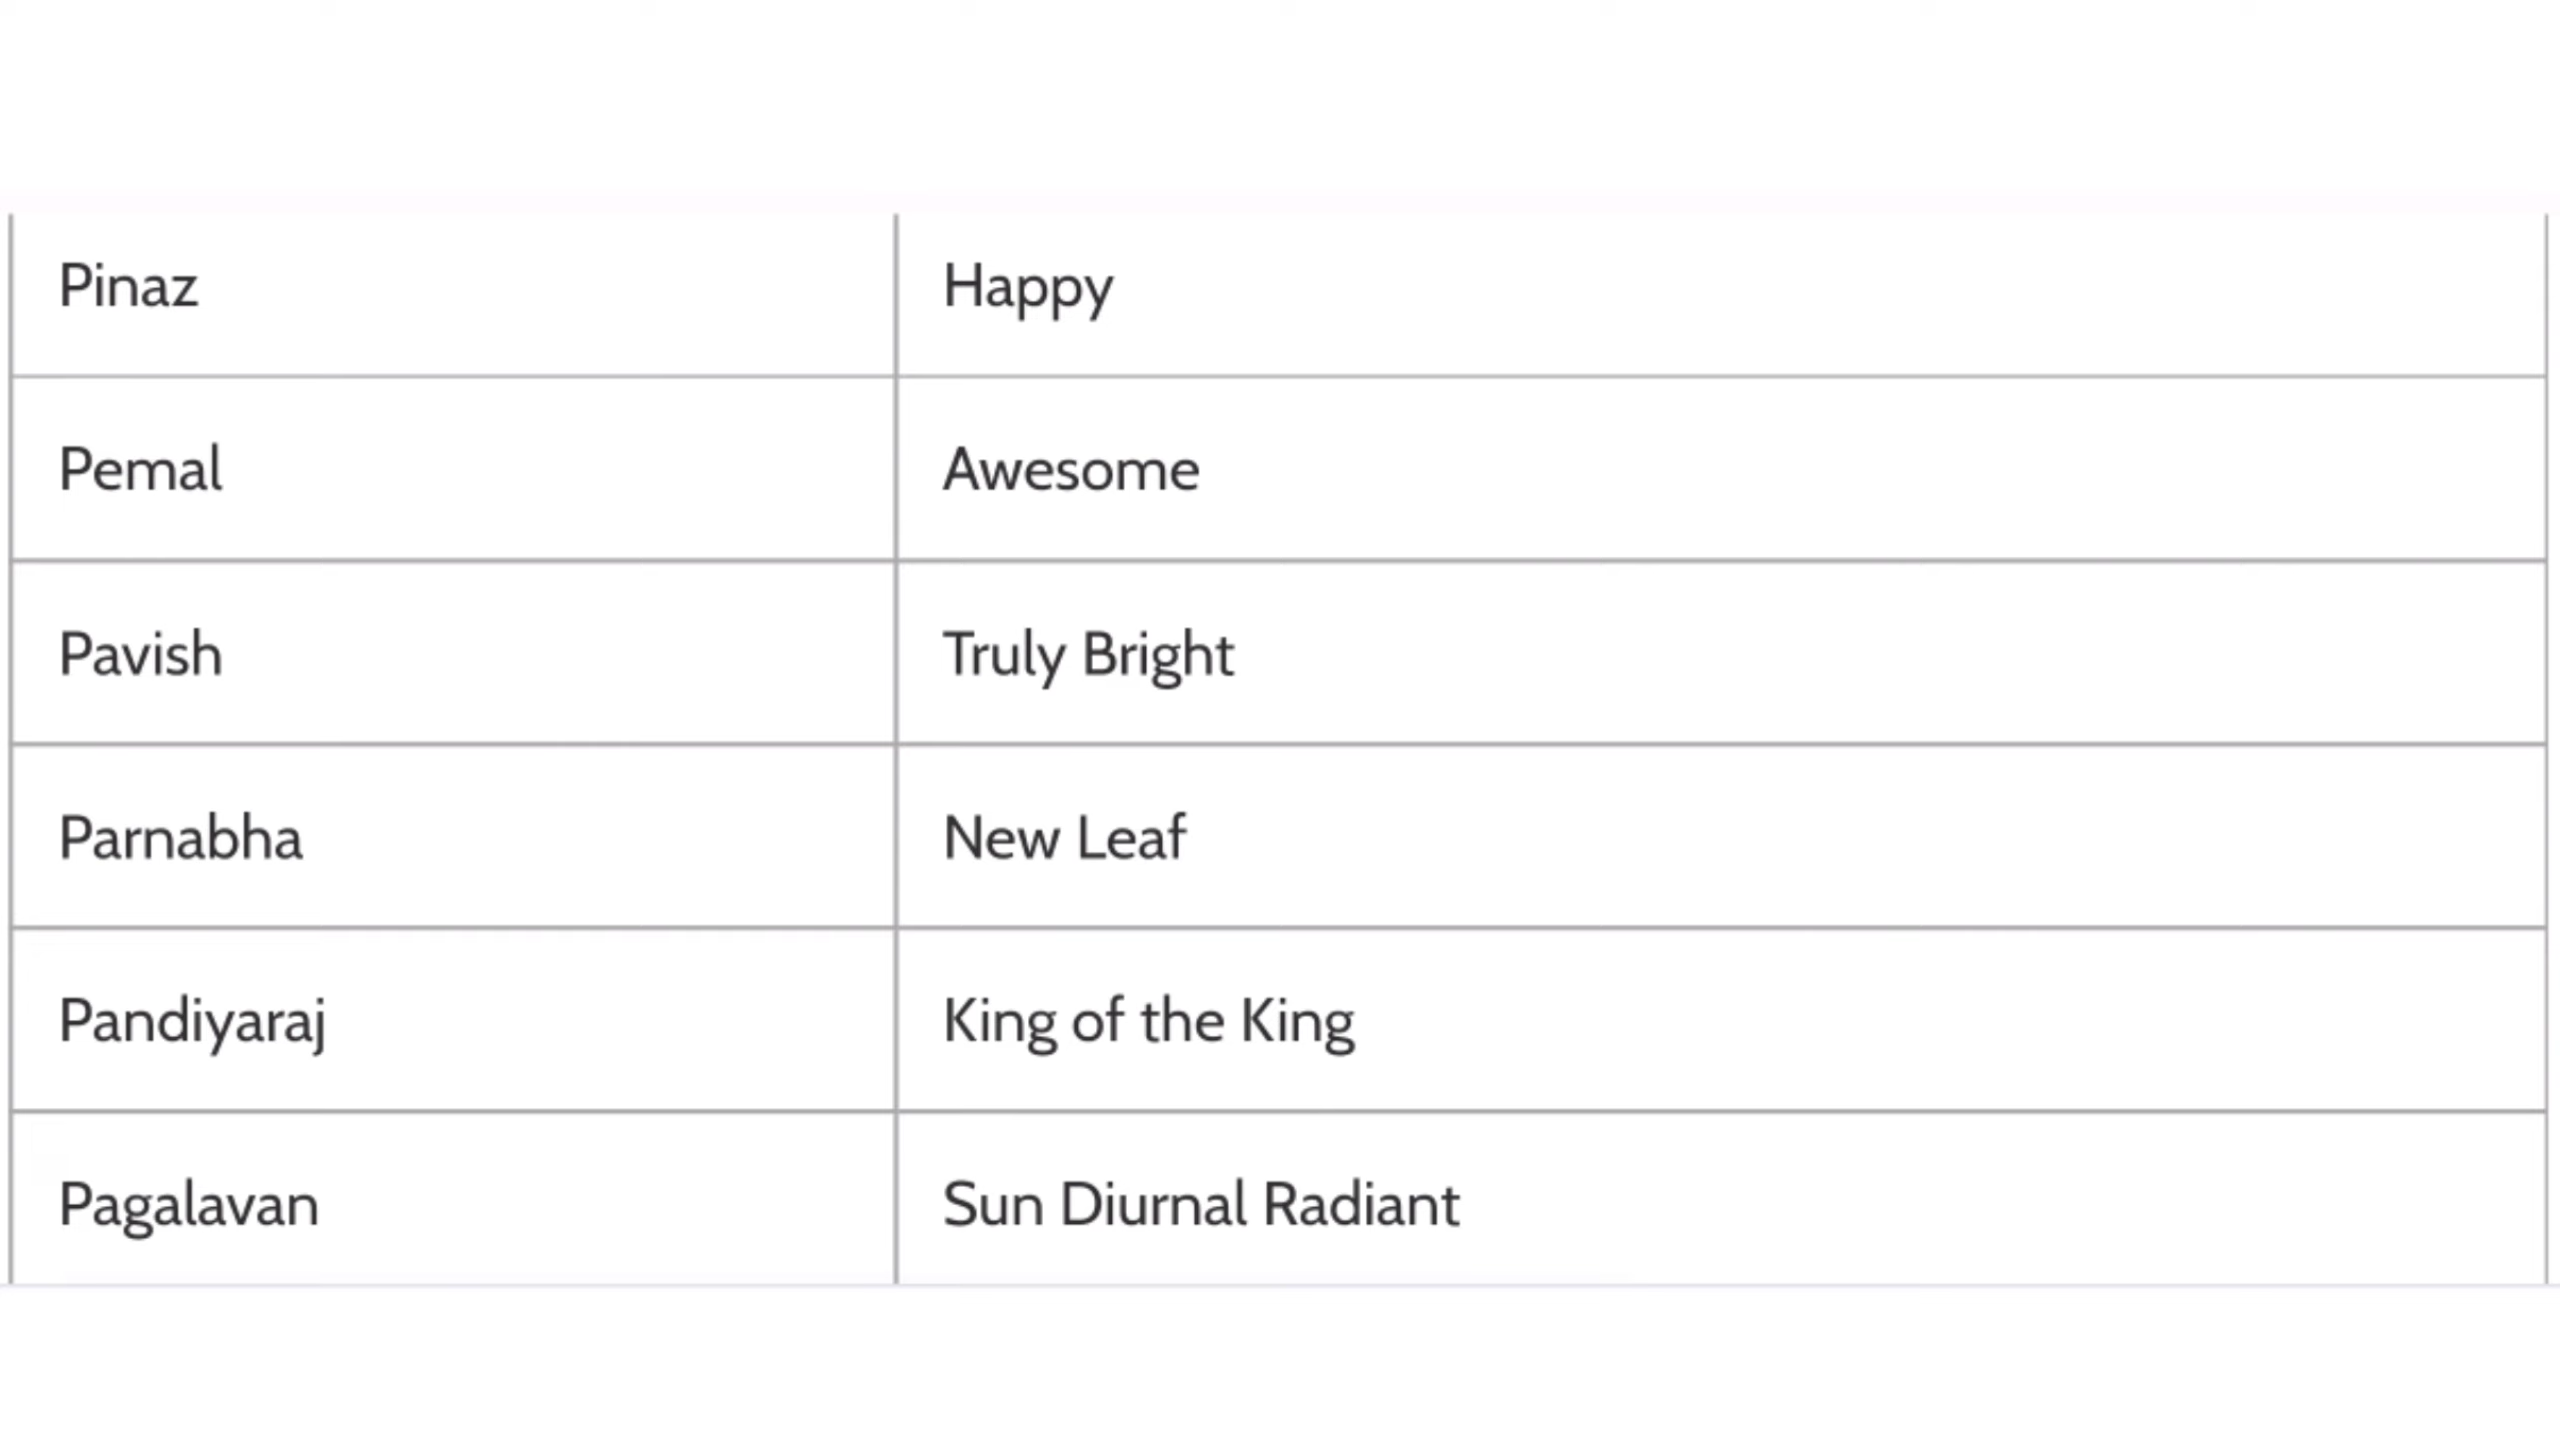 Pinaz Happy
Pemal Awesome
Pavish Truly Bright
Parnabha New Leaf
Pandiyaraj King of the King
Pagalavan Sun Diurnal Radiant